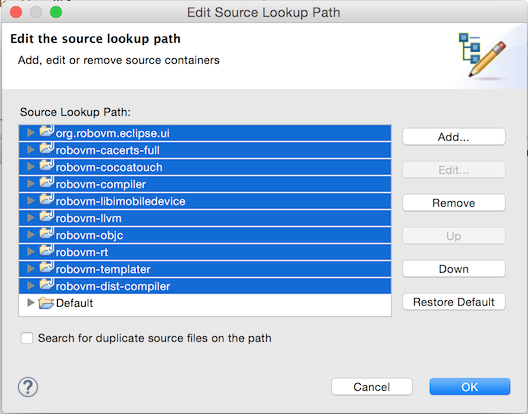 Edit Source Lookup Path
Edit the source lookup path
Add, edit or remove source containers
Source Lookup Path:
org.robovm.eclipse.ui
robovm-cacerts-full
robovm-cocoatouch
robovm-compiler
robovm-libimobiledevice
robovm-llvm
robovm-objc
robovm-rt
robovm-templater
robovm-dist-compiler
Default
Add...
Edit...
Remove
Up
Down
Restore Default
Search for duplicate source files on the path
Cancel
OK